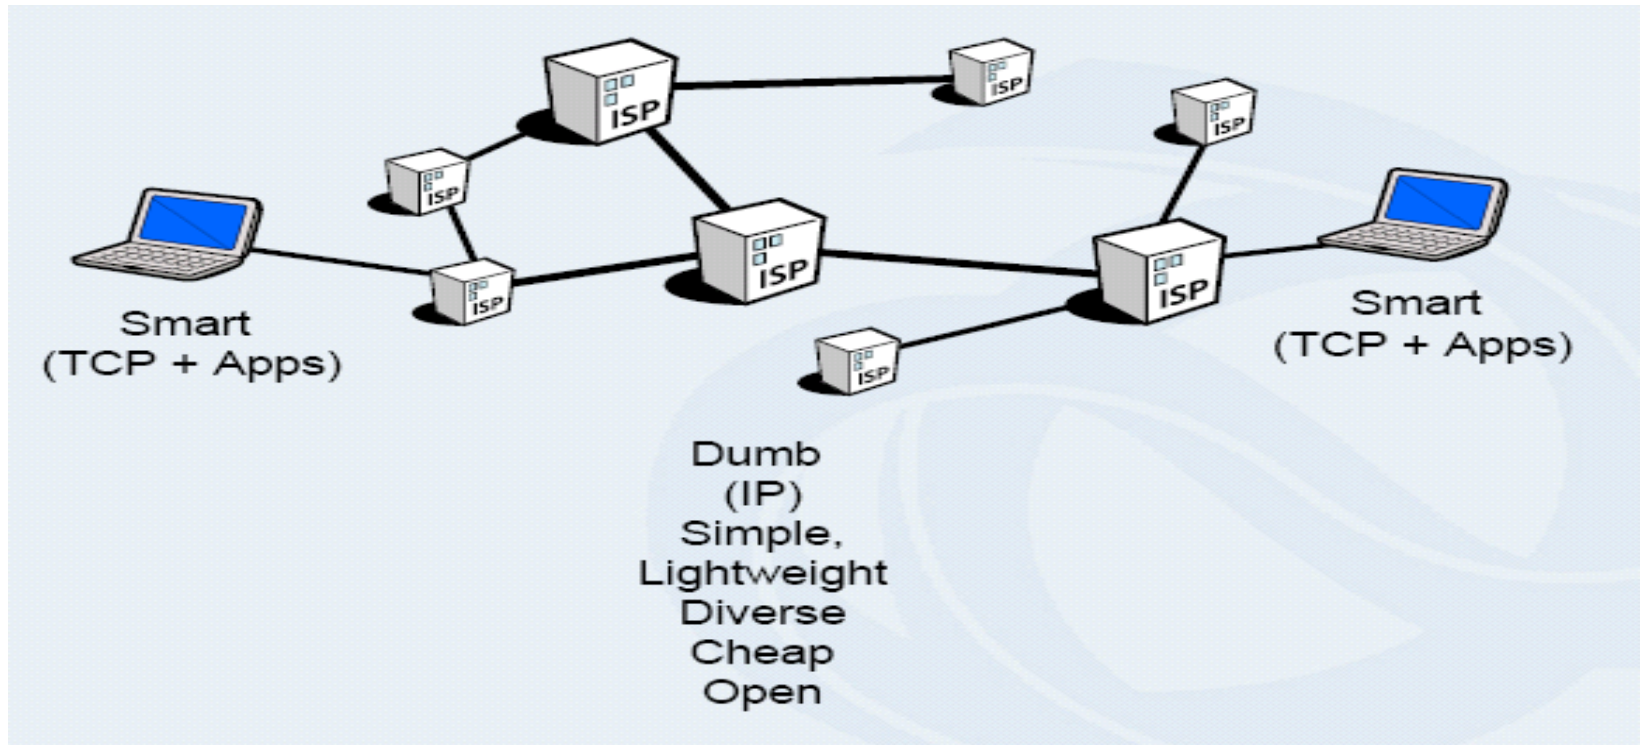 ISP
ISP
ISP
ISP
ISP
ISP
ISP
ISP
Smart
(TCP + Apps)
Smart
(TCP + Apps)
Dumb
(IP)
Simple,
Lightweight
Diverse
Cheap
Open